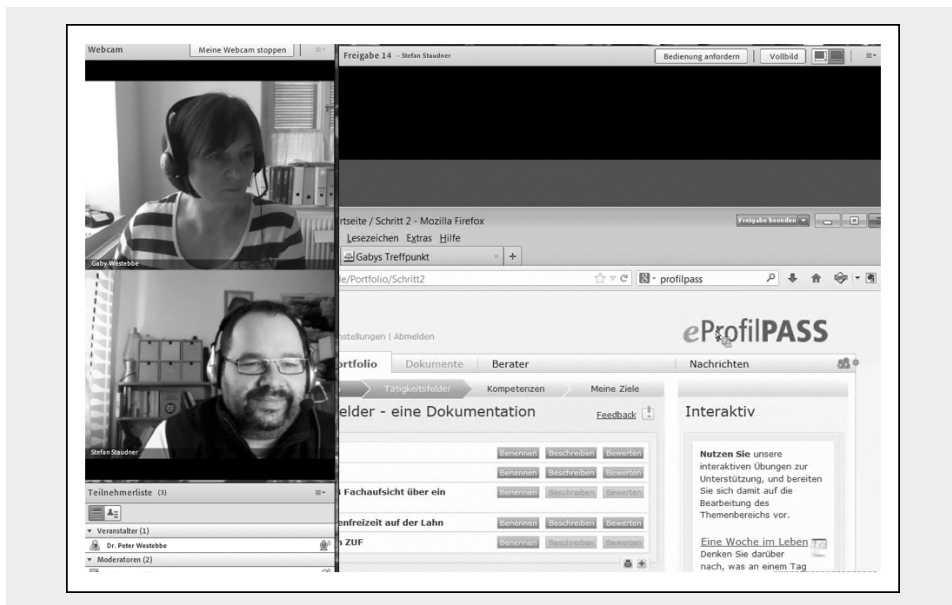 Webcam
Meine Webcam stoppen
Gaby Westebbe
Stefan Staudner
Teilnehmerliste (3)
Veranstalter (1)
Dr. Peter Westebbe
Moderatoren (2)
Freigabe 14 - Stefan Staudner
Bedienung anfordern
Vollbild
rtseite / Schritt 2 - Mozilla Firefox
Freigabe beenden
Lesezeichen Extras Hilfe
Gabys Treffpunkt
le/Portfolio/Schritt2
profilpass
nstellungen | Abmelden
eProfilPASS
ortfolio Dokumente Berater
Nachrichten
Tätigkeitsfelder Kompetenzen Meine Ziele
elder - eine Dokumentation
Feedback
Benennen Beschreiben Bewerten
Benennen Beschreiben Bewerten
Fachaufsicht über ein Benennen Beschreiben Bewerten
enfreizeit auf der Lahn Benennen Beschreiben Bewerten
ZUF Benennen Beschreiben Bewerten
Interaktiv
Nutzen Sie unsere
interaktiven Übungen zur
Unterstützung, und bereiten
Sie sich damit auf die
Bearbeitung des
Themenbereichs vor.
Eine Woche im Leben
Denken Sie darüber
nach, was an einem Tag